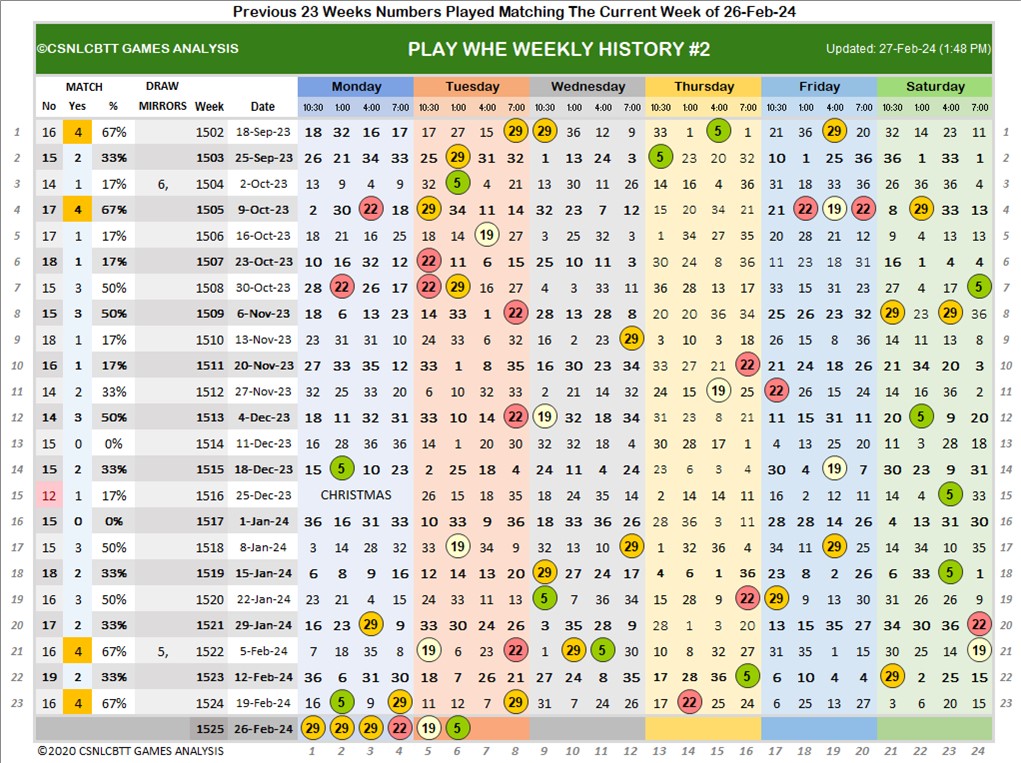 Previous 23 Weeks Numbers Played Matching The Current Week of 26-Feb-24
©CSNLCBTT GAMES ANALYSIS PLAY WHE WEEKLY HISTORY #2 Updated: 27-Feb-24 (1:48 PM)
MATCH DRAW Monday Tuesday Wednesday Thursday Friday Saturday
No Yes % MIRRORS Week Date 10:30 1:00 4:00 7:00 10:30 1:00 4:00 7:00 10:30 1:00 4:00 7:00 10:30 1:00 4:00 7:00 10:30 1:00 4:00 7:00 10:30 1:00 4:00 7:00
1 16 4 67% 1502 18-Sep-23 18 32 16 17 17 27 15 29 29 36 12 9 33 1 5 1 21 36 29 20 32 14 23 11 1
2 15 2 33% 1503 25-Sep-23 26 21 34 33 25 29 31 32 1 13 24 3 5 23 20 32 10 1 25 36 36 1 33 1 2
3 14 1 17% 6, 1504 2-Oct-23 13 9 4 9 32 5 4 21 13 30 11 26 14 16 4 36 31 18 33 36 26 36 36 4 3
4 17 4 67% 1505 9-Oct-23 2 30 22 18 29 34 11 14 32 23 7 12 15 20 34 21 21 22 19 22 8 29 33 13 4
5 17 1 17% 1506 16-Oct-23 18 21 16 25 18 14 19 27 3 25 32 3 1 34 27 35 20 28 21 12 9 4 13 13 5
6 18 1 17% 1507 23-Oct-23 10 16 32 12 22 11 6 15 25 10 11 3 30 24 8 36 11 23 18 31 16 1 4 4 6
7 15 3 50% 1508 30-Oct-23 28 22 26 17 22 29 16 27 4 3 33 11 36 28 13 17 33 15 31 23 27 4 17 5 7
8 15 3 50% 1509 6-Nov-23 18 6 13 23 14 33 1 22 28 13 28 8 20 20 36 34 25 26 23 32 29 23 29 36 8
9 18 1 17% 1510 13-Nov-23 23 31 31 10 24 33 6 32 16 2 23 29 3 10 3 18 26 15 8 36 14 11 13 8 9
10 16 1 17% 1511 20-Nov-23 27 33 35 12 33 1 8 35 16 30 23 34 33 27 21 22 21 24 18 26 21 34 20 3 10
11 14 2 33% 1512 27-Nov-23 32 25 33 20 6 10 32 33 2 21 14 32 24 15 19 25 22 26 15 24 14 16 36 2 11
12 14 3 50% 1513 4-Dec-23 18 11 32 31 33 10 14 22 19 32 18 34 31 23 8 21 11 15 31 11 20 5 9 20 12
13 15 0 0% 1514 11-Dec-23 16 28 36 36 14 1 20 30 32 32 18 4 30 28 17 1 4 13 25 20 11 3 28 18 13
14 15 2 33% 1515 18-Dec-23 15 5 10 23 2 25 18 4 24 11 4 24 23 6 3 4 30 4 19 7 30 23 9 31 14
15 12 1 17% 1516 25-Dec-23 CHRISTMAS 26 15 18 35 18 24 35 14 2 14 14 11 16 2 12 11 14 4 5 33 15
16 15 0 0% 1517 1-Jan-24 36 16 31 33 10 33 9 36 18 33 36 26 28 36 3 11 28 28 14 26 4 13 31 30 16
17 15 3 50% 1518 8-Jan-24 3 14 28 32 33 19 34 9 32 13 10 29 1 32 36 4 34 11 29 25 14 34 10 35 17
18 18 2 33% 1519 15-Jan-24 6 8 9 16 12 14 13 20 29 27 24 17 4 6 1 36 23 8 2 26 6 33 5 1 18
19 16 3 50% 1520 22-Jan-24 23 21 4 15 24 33 11 13 5 7 36 34 15 28 9 22 29 9 13 30 31 26 26 9 19
20 17 2 33% 1521 29-Jan-24 16 23 29 9 33 30 24 26 3 35 28 9 28 1 3 20 13 15 35 27 34 30 36 22 20
21 16 4 67% 5, 1522 5-Feb-24 7 18 35 8 19 6 23 22 1 29 5 30 10 8 32 27 31 35 1 15 30 25 14 19 21
22 19 2 33% 1523 12-Feb-24 36 6 31 30 18 7 26 21 27 24 8 35 17 28 36 5 6 10 4 4 29 2 25 15 22
23 16 4 67% 1524 19-Feb-24 16 5 9 29 11 12 16 29 31 7 24 26 17 22 25 24 6 25 13 27 3 6 20 15 23
1525 26-Feb-24 29 29 29 22 19 5
©2020 CSNLCBTT GAMES ANALYSIS 1 2 3 4 5 6 7 8 9 10 11 12 13 14 15 16 17 18 19 20 21 22 23 24